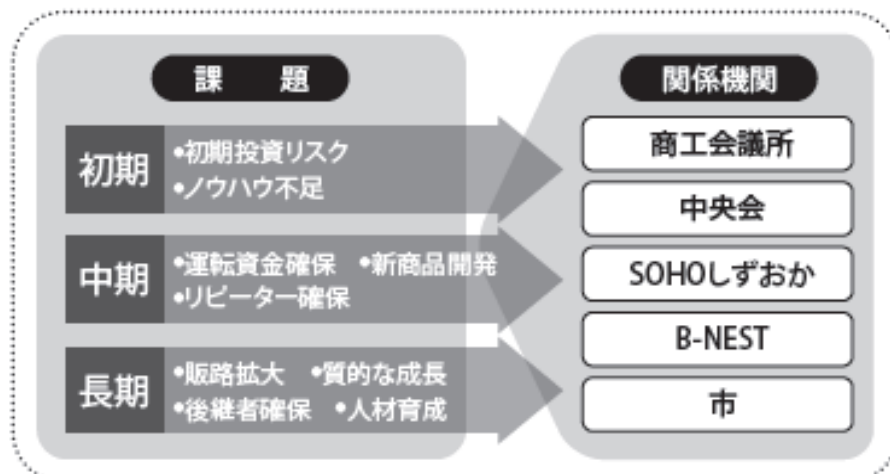 課 題
初期
•初期投資リスク
•ノウハウ不足
中期
•運転資金確保 •新商品開発
•リピーター確保
長期
•販路拡大 •質的な成長
•後継者確保 •人材育成
関係機関
商工会議所
中央会
SOHOしずおか
B-NEST
市